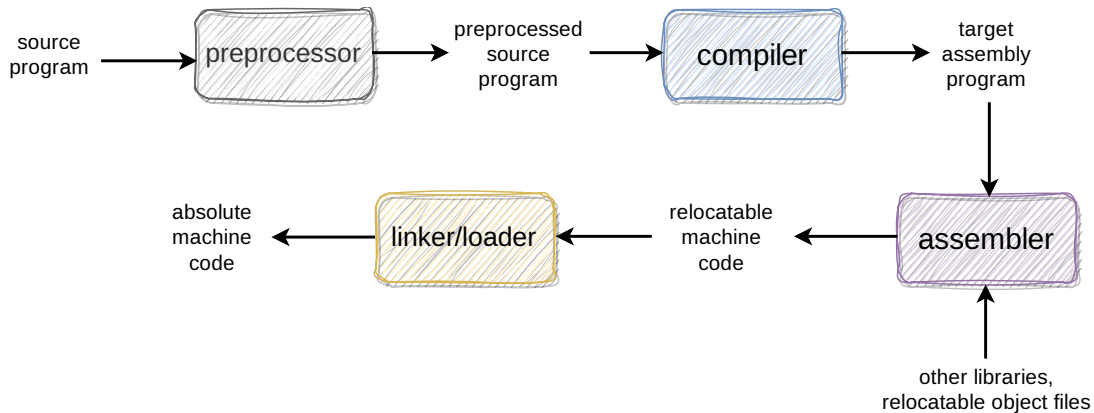 source
program
preprocessor
preprocessed
source
program
compiler
target
assembly
program
assembler
other libraries,
relocatable object files
relocatable
machine
code
linker/loader
absolute
machine
code